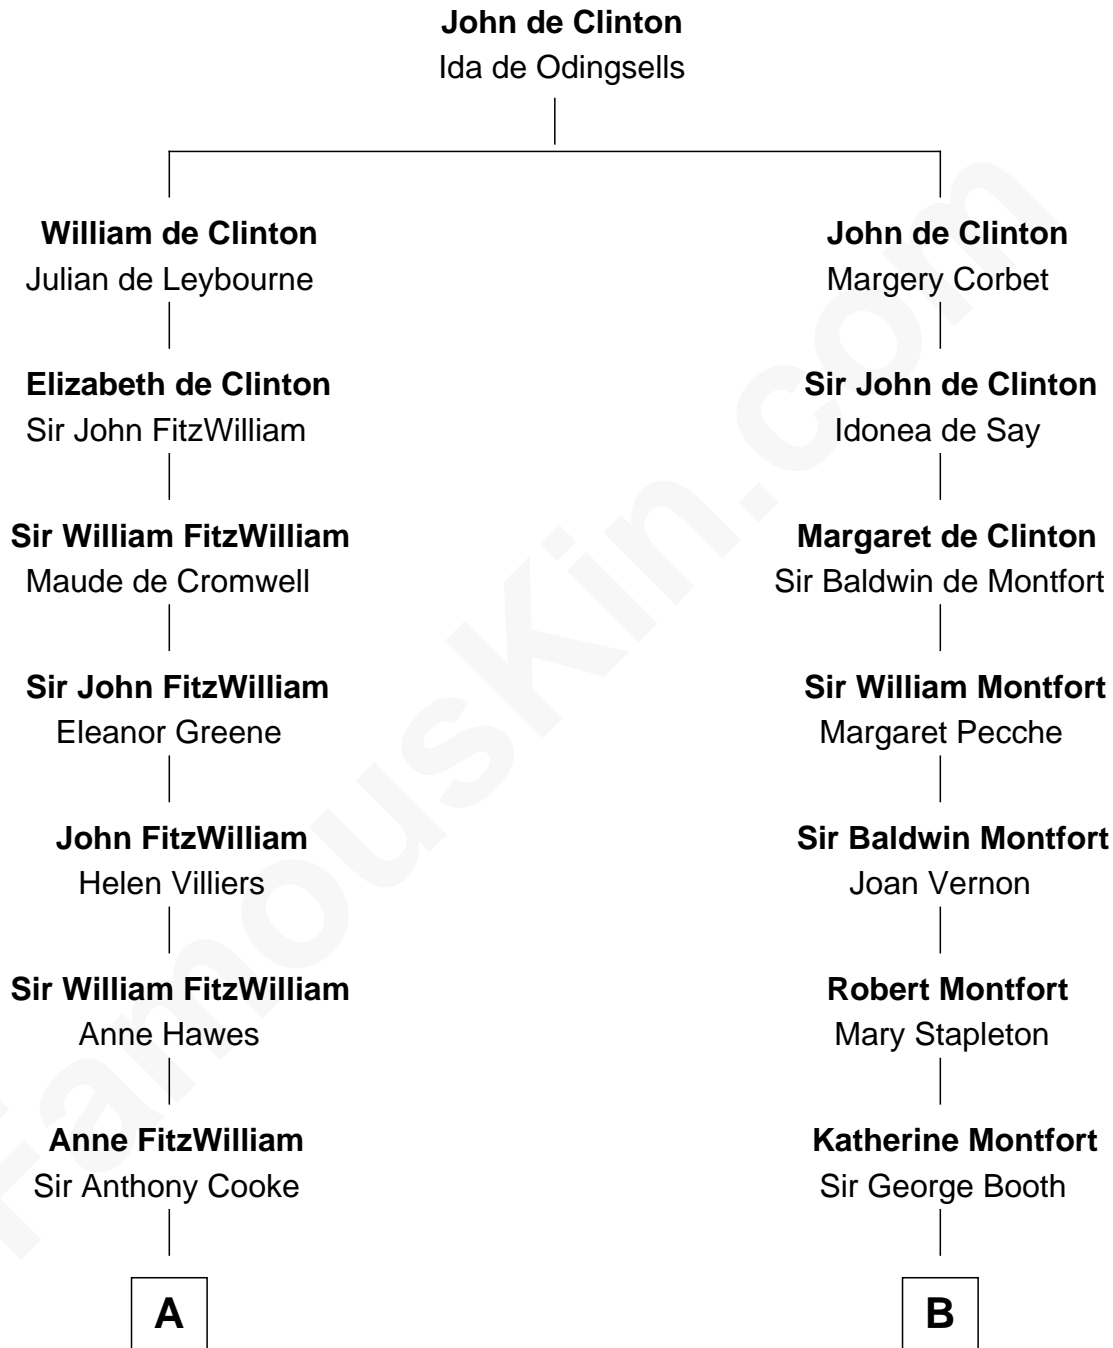 John de Clinton
Ida de Odingsells
William de Clinton
Julian de Leybourne
John de Clinton
Margery Corbet
Elizabeth de Clinton
Sir John FitzWilliam
Sir John de Clinton
Idonea de Say
Sir William FitzWilliam
Maude de Cromwell
Margaret de Clinton
Sir Baldwin de Montfort
Sir John FitzWilliam
Eleanor Greene
Sir William Montfort
Margaret Pecche
John FitzWilliam
Helen Villiers
Sir Baldwin Montfort
Joan Vernon
Sir William FitzWilliam
Anne Hawes
Robert Montfort
Mary Stapleton
Anne FitzWilliam
Sir Anthony Cooke
Katherine Montfort
Sir George Booth
A
B
FamousKin.com